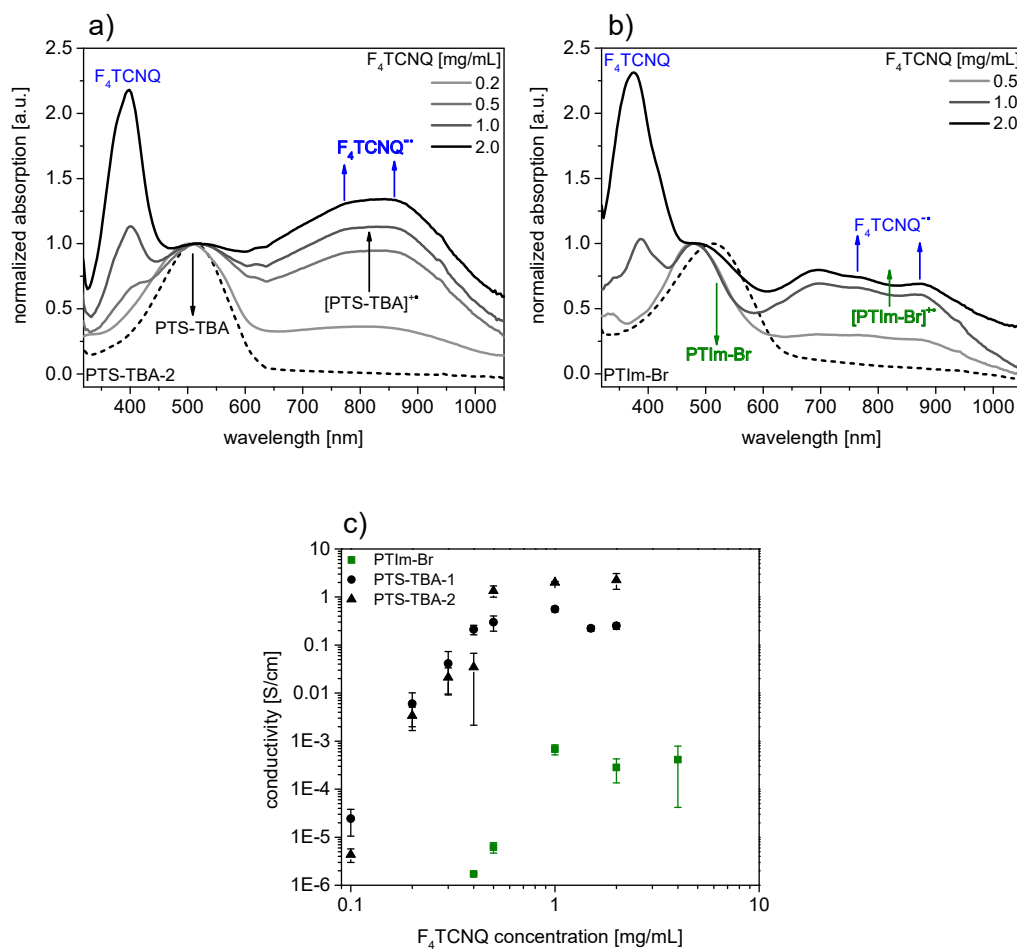 a)
F₄TCNQ [mg/mL]
0.2
0.5
1.0
2.0
F₄TCNQ
F₄TCNQ⁻•
PTS-TBA
[PTS-TBA]⁺•
PTS-TBA-2
normalized absorption [a.u.]
2.5
2.0
1.5
1.0
0.5
0.0
400 500 600 700 800 900 1000
wavelength [nm]
b)
F₄TCNQ [mg/mL]
0.5
1.0
2.0
F₄TCNQ
F₄TCNQ⁻•
PTIm-Br
[PTIm-Br]⁺•
PTIm-Br
normalized absorption [a.u.]
2.5
2.0
1.5
1.0
0.5
0.0
400 500 600 700 800 900 1000
wavelength [nm]
c)
PTIm-Br
PTS-TBA-1
PTS-TBA-2
conductivity [S/cm]
10
1
0.1
0.01
1E-3
1E-4
1E-5
1E-6
0.1 1 10
F₄TCNQ concentration [mg/mL]